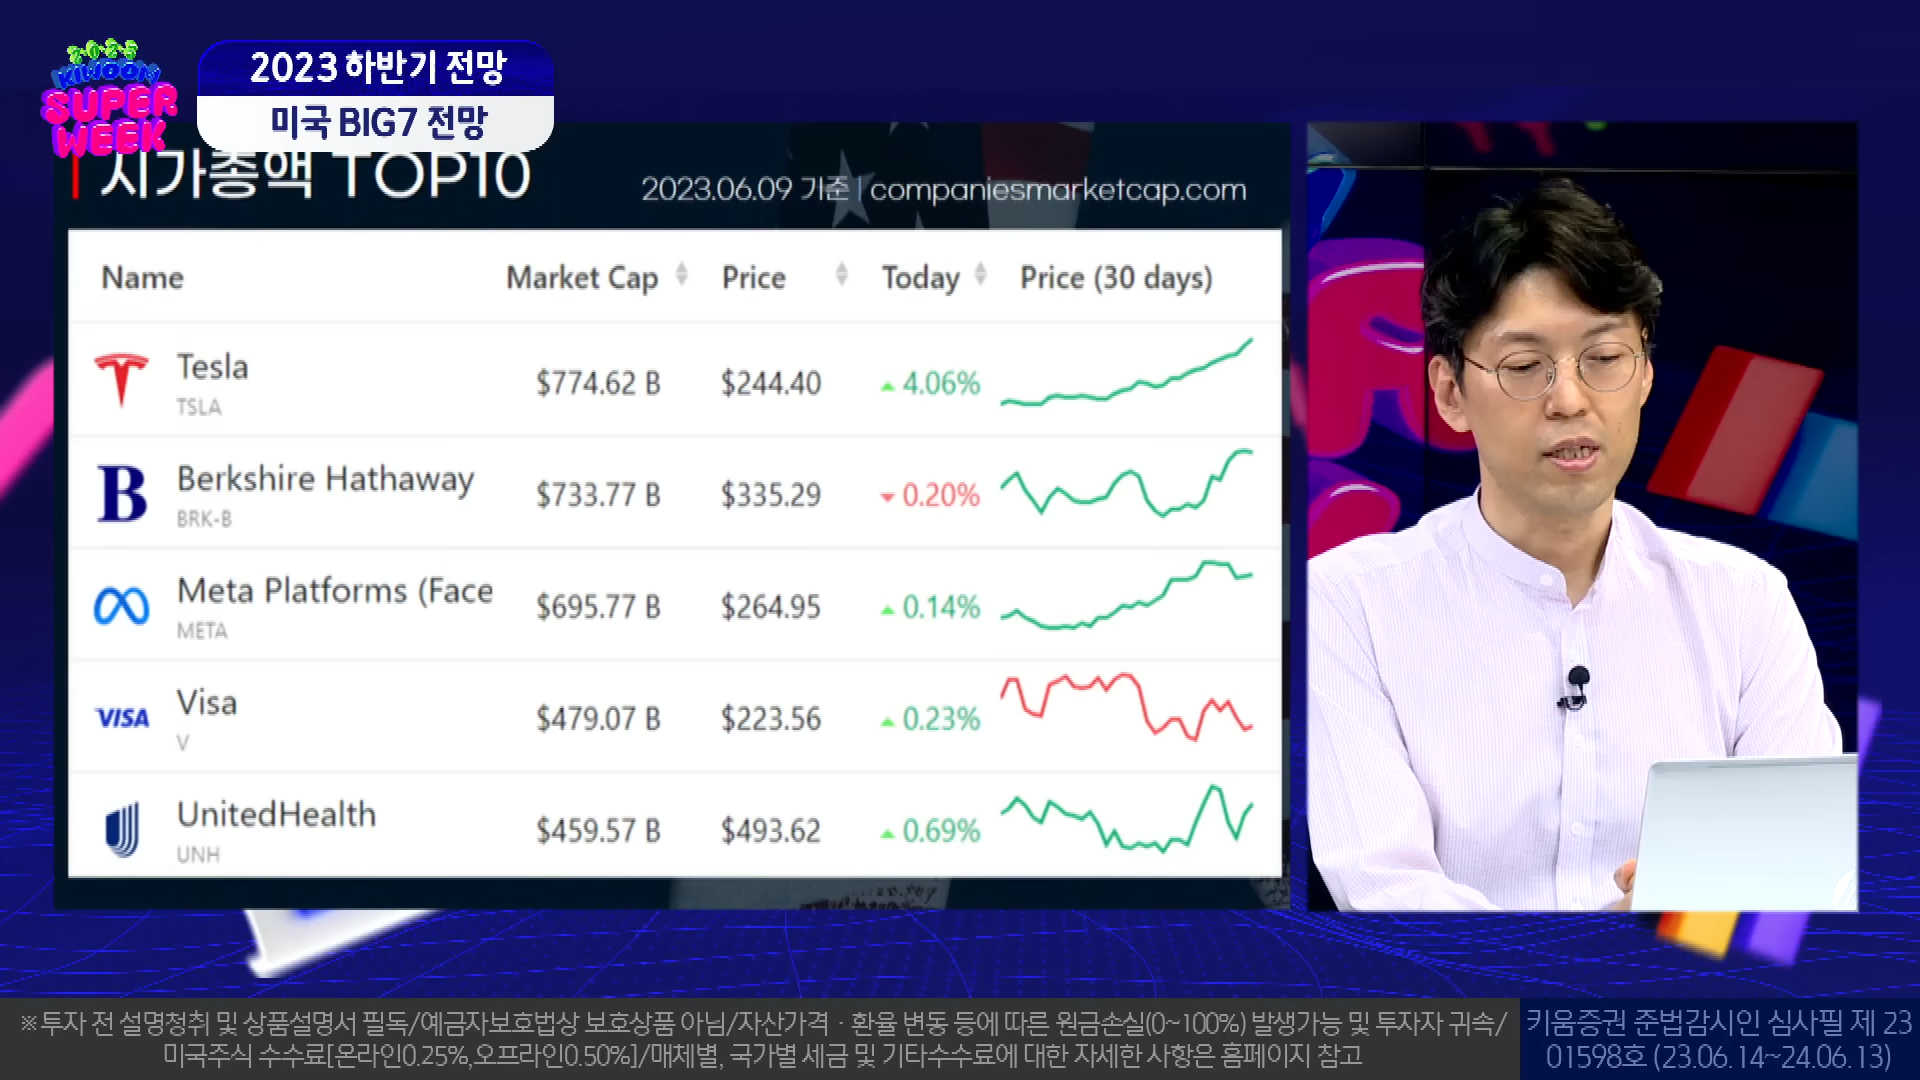 2023
KIWOOM
SUPER
WEEK
2023 하반기 전망
미국 BIG7 전망
시가총액 TOP10
2023.06.09 기준 | companiesmarketcap.com
Name Market Cap Price Today Price (30 days)
Tesla
TSLA
$774.62 B $244.40 4.06%
B Berkshire Hathaway
BRK-B
$733.77 B $335.29 0.20%
Meta Platforms (Face
META
$695.77 B $264.95 0.14%
VISA Visa
V
$479.07 B $223.56 0.23%
UnitedHealth
UNH
$459.57 B $493.62 0.69%
※투자 전 설명청취 및 상품설명서 필독/예금자보호법상 보호상품 아님/자산가격 · 환율 변동 등에 따른 원금손실(0~100%) 발생가능 및 투자자 귀속/
미국주식 수수료[온라인0.25%,오프라인0.50%]/매체별, 국가별 세금 및 기타수수료에 대한 자세한 사항은 홈페이지 참고
키움증권 준법감시인 심사필 제 23
01598호 (23.06.14~24.06.13)